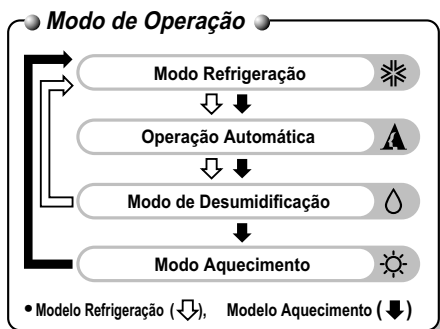 Modo de Operação
Modo Refrigeração
Operação Automática
Modo de Desumidificação
Modo Aquecimento
• Modelo Refrigeração (⇩), Modelo Aquecimento (⬇)